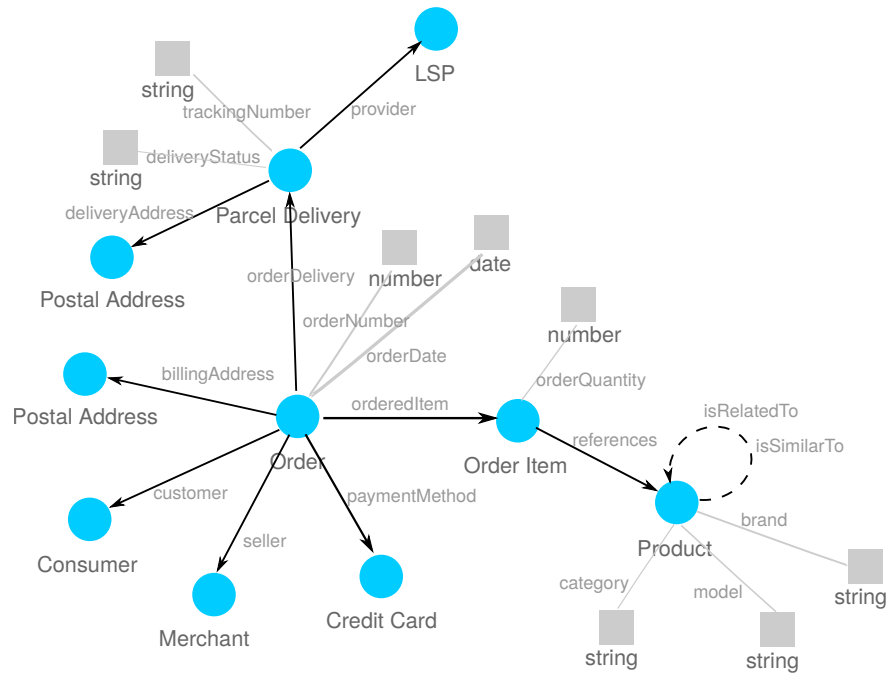 LSP
string
trackingNumber
provider
string
deliveryStatus
deliveryAddress
Parcel Delivery
Postal Address
orderDelivery
number
date
orderNumber
orderDate
number
billingAddress
orderQuantity
Postal Address
orderedItem
isRelatedTo
references
isSimilarTo
Order
Order Item
customer
paymentMethod
seller
brand
Product
Consumer
category
model
string
Credit Card
Merchant
string
string